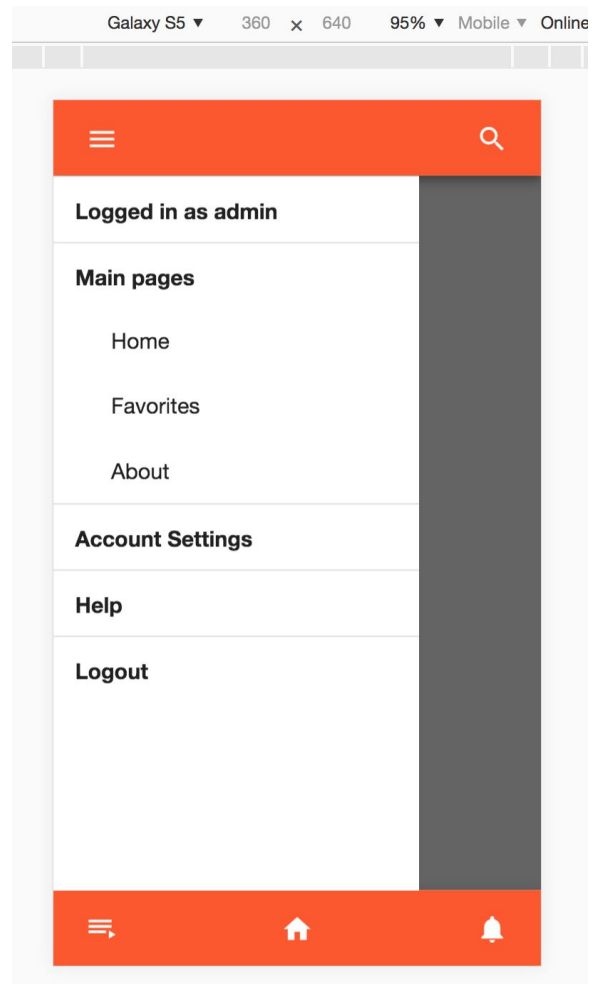 Galaxy S5 ▼ 360 × 640 95% ▼ Mobile ▼ Online
Logged in as admin
Main pages
Home
Favorites
About
Account Settings
Help
Logout